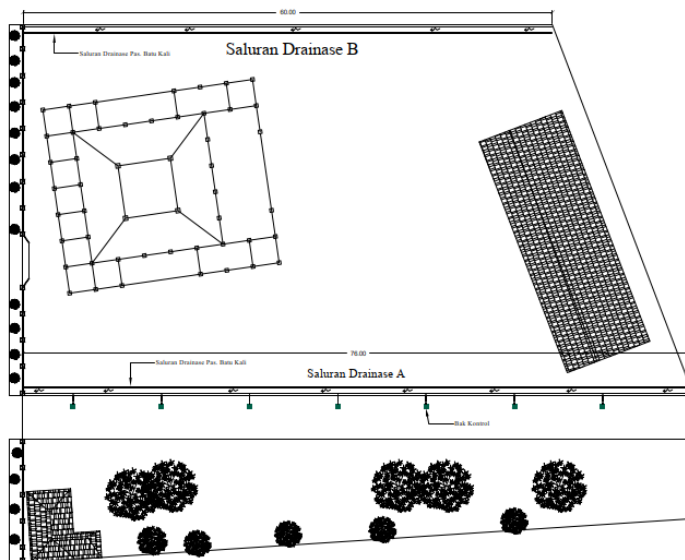 60.00
Saluran Drainase B
Saluran Drainase Pas. Batu Kali
76.00
Saluran Drainase Pas. Batu Kali
Saluran Drainase A
Bak Kontrol